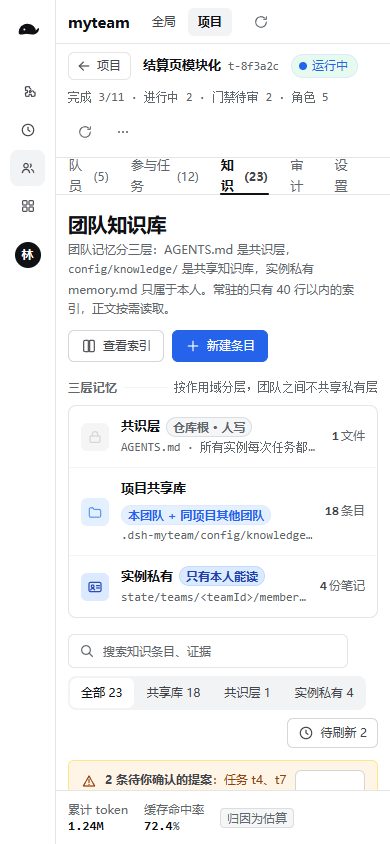 myteam 全局 项目
项目 结算页模块化 t-8f3a2c 运行中
完成 3/11 · 进行中 2 · 门禁待审 2 · 角色 5
队员 (5) 参与任务 (12) 知识 (23) 审计 设置
林
团队知识库
团队记忆分三层：AGENTS.md 是共识层，
config/knowledge/ 是共享知识库，实例私有
memory.md 只属于本人。常驻的只有 40 行以内的索
引，正文按需读取。
查看索引 新建条目
三层记忆 按作用域分层，团队之间不共享私有层
共识层 仓库根 · 人写
AGENTS.md · 所有实例每次任务都…
1 文件
项目共享库
本团队 + 同项目其他团队
.dsh-myteam/config/knowledge…
18 条目
实例私有 只有本人能读
state/teams/<teamId>/member…
4 份笔记
搜索知识条目、证据
全部 23 共享库 18 共识层 1 实例私有 4
待刷新 2
2 条待你确认的提案：任务 t4、t7
累计 token 缓存命中率 归因为估算
1.24M 72.4%